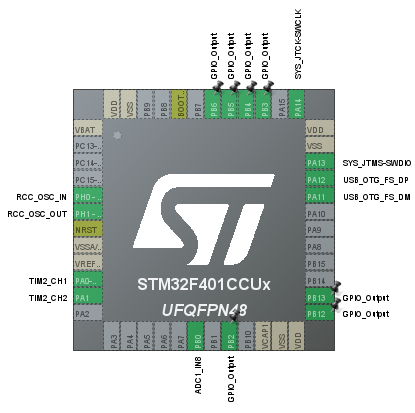 GPIO_Output
GPIO_Output
GPIO_Output
GPIO_Output
SYS_JTCK-SWCLK
VDD
VSS
PB9
PB8
BOOT...
PB7
PB6
PB5
PB4
PB3
PA15
PA14
VBAT
PC13-..
PC14-..
PC15-..
RCC_OSC_IN
PH0-..
RCC_OSC_OUT
PH1-..
NRST
VSSA/..
VREF..
TIM2_CH1
PA0-..
TIM2_CH2
PA1
PA2
VDD
VSS
PA13
SYS_JTMS-SWDIO
PA12
USB_OTG_FS_DP
PA11
USB_OTG_FS_DM
PA10
PA9
PA8
PB15
PB14
PB13
GPIO_Output
PB12
GPIO_Output
ST
STM32F401CCUx
UFQFPN48
PA3
PA4
PA5
PA6
PA7
PB0
PB1
PB2
PB10
VCAP1
VSS
VDD
ADC1_IN8
GPIO_Output